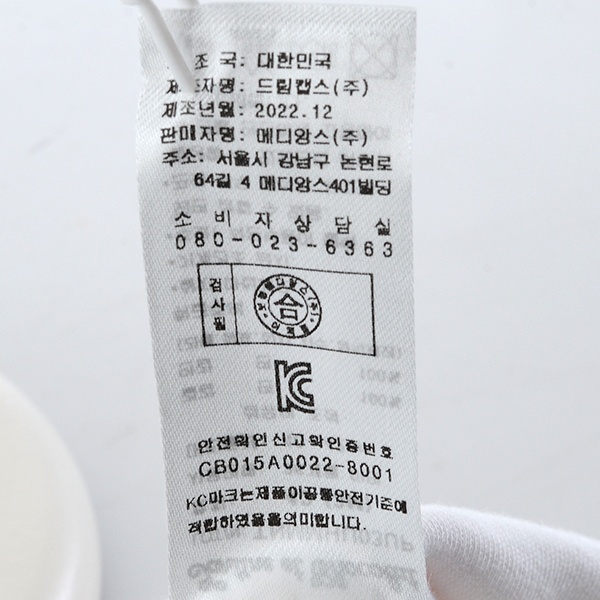 조 국: 대한민국
제조자명: 드림캡스(주)
제조년월: 2022.12
판매자명: 메디앙스(주)
주소: 서울시 강남구 논현로
64길 4 메디앙스401빌딩
소 비 자 상 담 실
080-023-6363
검사필
합
KC
안전확인신고확인증번호
CB015A0022-8001
KC마크는제품이공통안전기준에
적합하였음을의미합니다.